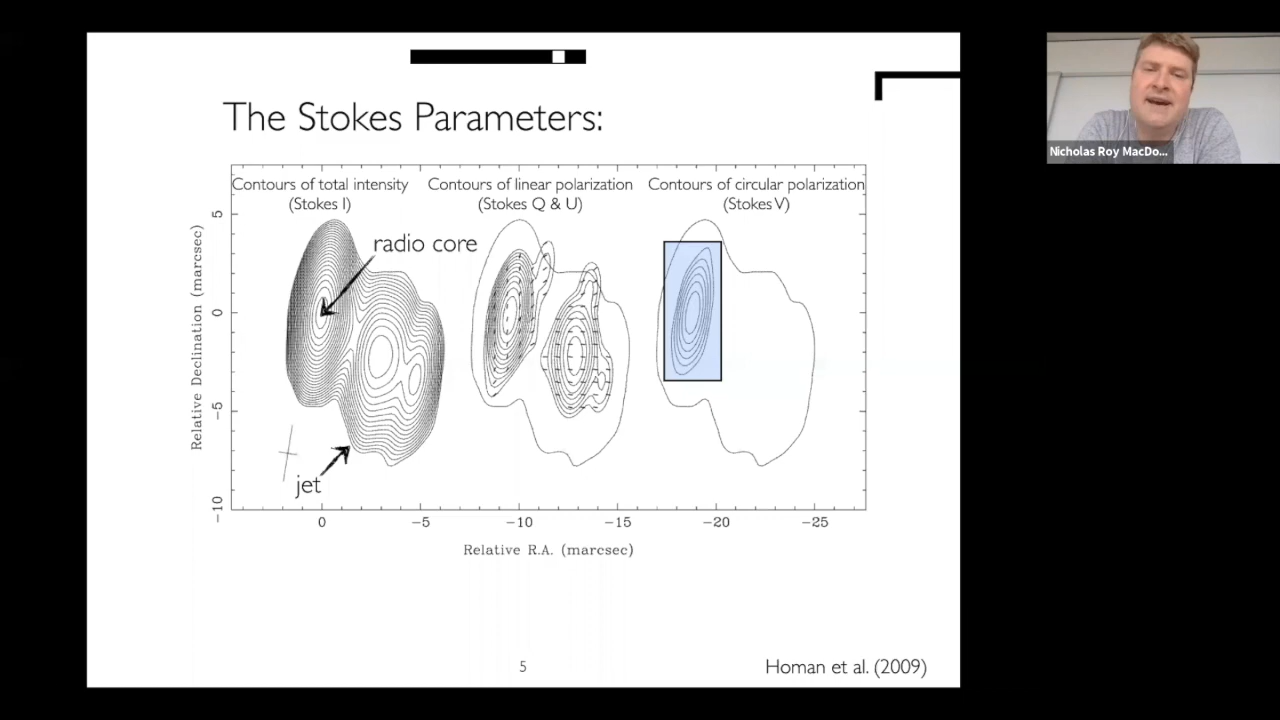 The Stokes Parameters:
Contours of total intensity
(Stokes I)
Contours of linear polarization
(Stokes Q & U)
Contours of circular polarization
(Stokes V)
radio core
jet
Relative Declination (marcsec)
5
0
−5
−10
0
−5
−10
−15
−20
−25
Relative R.A. (marcsec)
5
Homan et al. (2009)
Nicholas Roy MacDo...